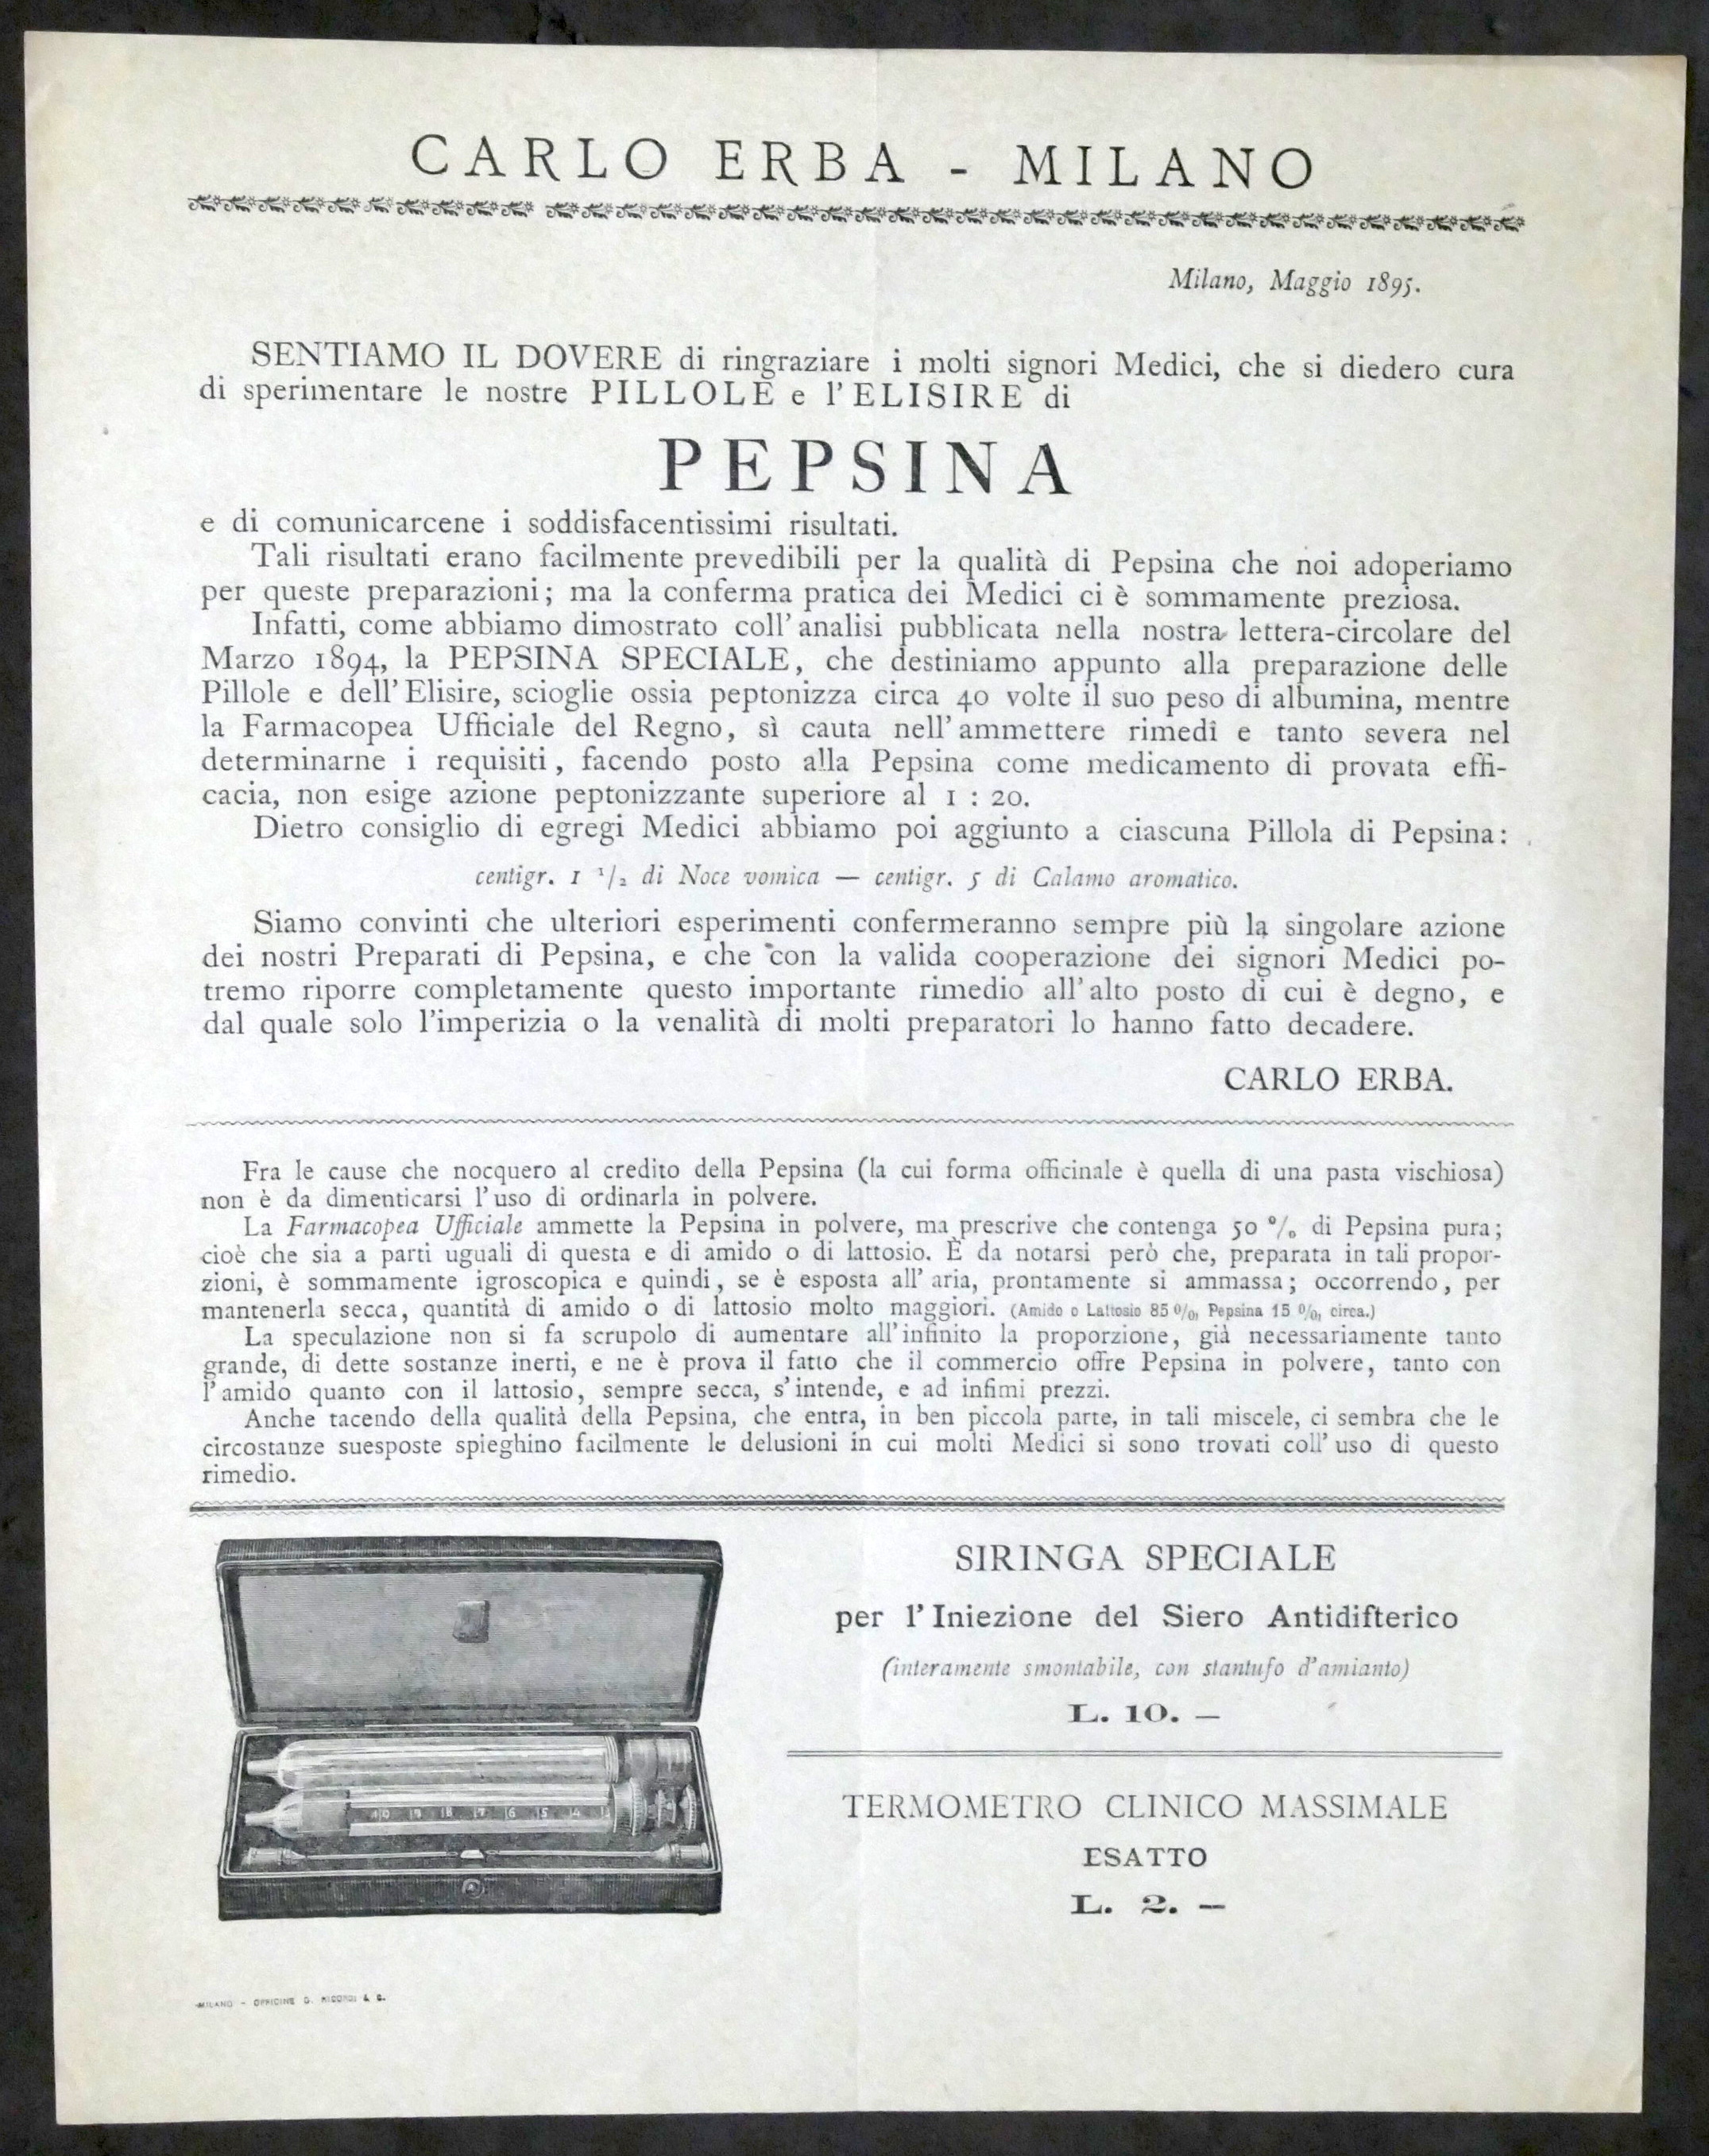 CARLO ERBA - MILANO
Milano, Maggio 1895.
SENTIAMO IL DOVERE di ringraziare i molti signori Medici, che si diedero cura
di sperimentare le nostre PILLOLE e l'ELISIRE di
PEPSINA
e di comunicarcene i soddisfacentissimi risultati.
Tali risultati erano facilmente prevedibili per la qualità di Pepsina che noi adoperiamo
per queste preparazioni; ma la conferma pratica dei Medici ci è sommamente preziosa.
Infatti, come abbiamo dimostrato coll'analisi pubblicata nella nostra lettera-circolare del
Marzo 1894, la PEPSINA SPECIALE, che destiniamo appunto alla preparazione delle
Pillole e dell'Elisire, scioglie ossia peptonizza circa 40 volte il suo peso di albumina, mentre
la Farmacopea Ufficiale del Regno, sì cauta nell'ammettere rimedî e tanto severa nel
determinarne i requisiti, facendo posto alla Pepsina come medicamento di provata effi-
cacia, non esige azione peptonizzante superiore al 1 : 20.
Dietro consiglio di egregi Medici abbiamo poi aggiunto a ciascuna Pillola di Pepsina:
centigr. 1 1/2 di Noce vomica — centigr. 5 di Calamo aromatico.
Siamo convinti che ulteriori esperimenti confermeranno sempre più la singolare azione
dei nostri Preparati di Pepsina, e che con la valida cooperazione dei signori Medici po-
tremo riporre completamente questo importante rimedio all'alto posto di cui è degno, e
dal quale solo l'imperizia o la venalità di molti preparatori lo hanno fatto decadere.
CARLO ERBA.
Fra le cause che nocquero al credito della Pepsina (la cui forma officinale è quella di una pasta vischiosa)
non è da dimenticarsi l'uso di ordinarla in polvere.
La Farmacopea Ufficiale ammette la Pepsina in polvere, ma prescrive che contenga 50 % di Pepsina pura;
cioè che sia a parti uguali di questa e di amido o di lattosio. È da notarsi però che, preparata in tali propor-
zioni, è sommamente igroscopica e quindi, se è esposta all'aria, prontamente si ammassa; occorrendo, per
mantenerla secca, quantità di amido o di lattosio molto maggiori. (Amido o Lattosio 85 %, Pepsina 15 %, circa.)
La speculazione non si fa scrupolo di aumentare all'infinito la proporzione, già necessariamente tanto
grande, di dette sostanze inerti, e ne è prova il fatto che il commercio offre Pepsina in polvere, tanto con
l'amido quanto con il lattosio, sempre secca, s'intende, e ad infimi prezzi.
Anche tacendo della qualità della Pepsina, che entra, in ben piccola parte, in tali miscele, ci sembra che le
circostanze suesposte spieghino facilmente le delusioni in cui molti Medici si sono trovati coll'uso di questo
rimedio.
SIRINGA SPECIALE
per l'Iniezione del Siero Antidifterico
(interamente smontabile, con stantufo d'amianto)
L. 10. —
TERMOMETRO CLINICO MASSIMALE
ESATTO
L. 2. —
19 18 17 16 15 14
MILANO - OFFICINE G. RICORDI & C.